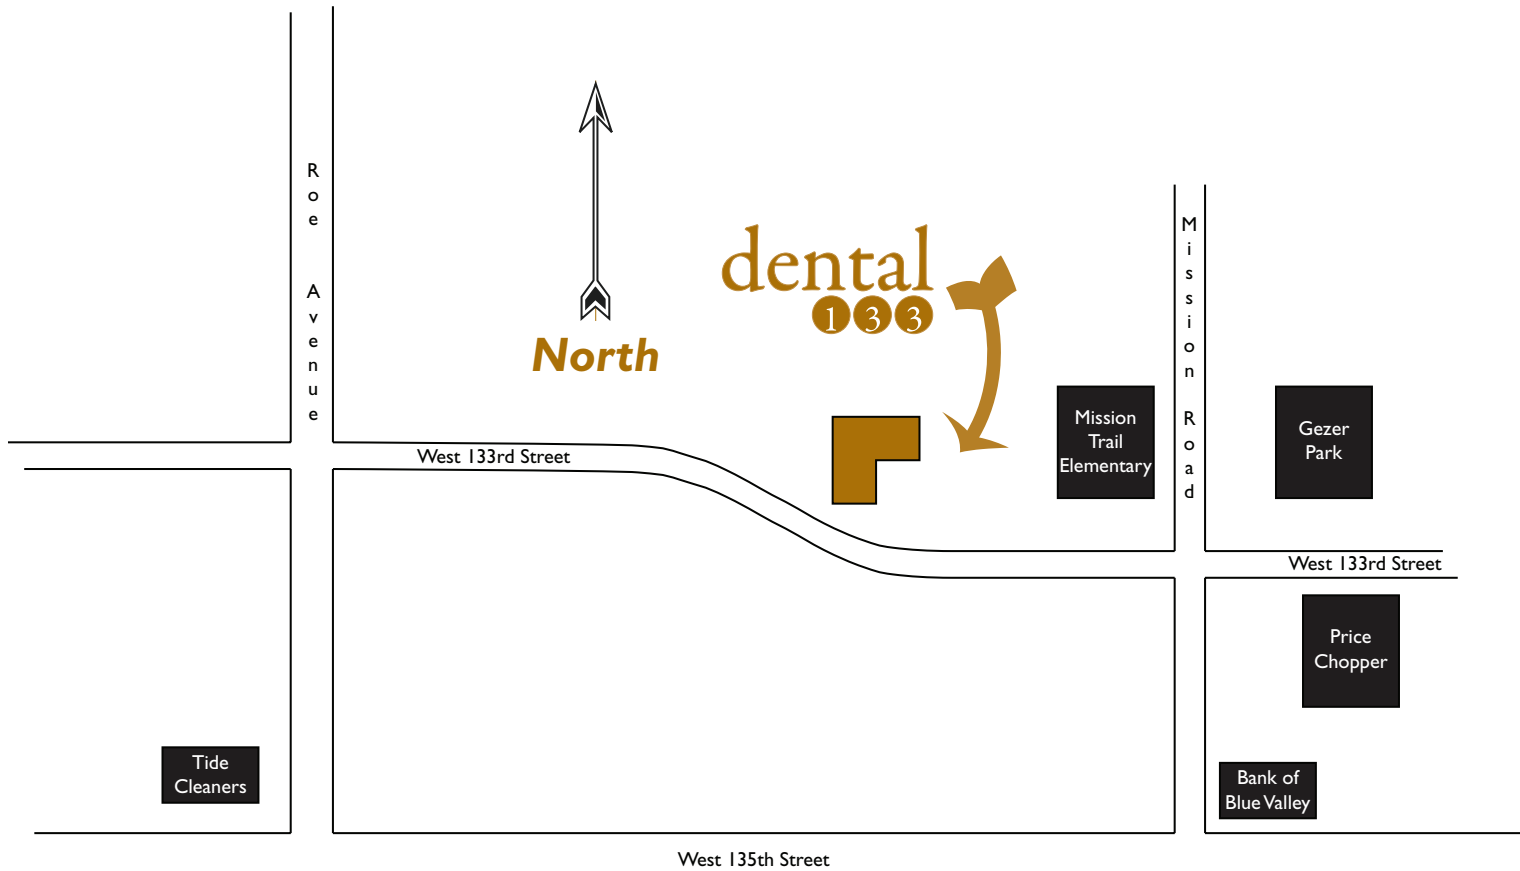 Roe Avenue
Mission Road
dental
133
North
Mission
Trail
Elementary
Gezer
Park
West 133rd Street
West 133rd Street
Price
Chopper
Tide
Cleaners
Bank of
Blue Valley
West 135th Street